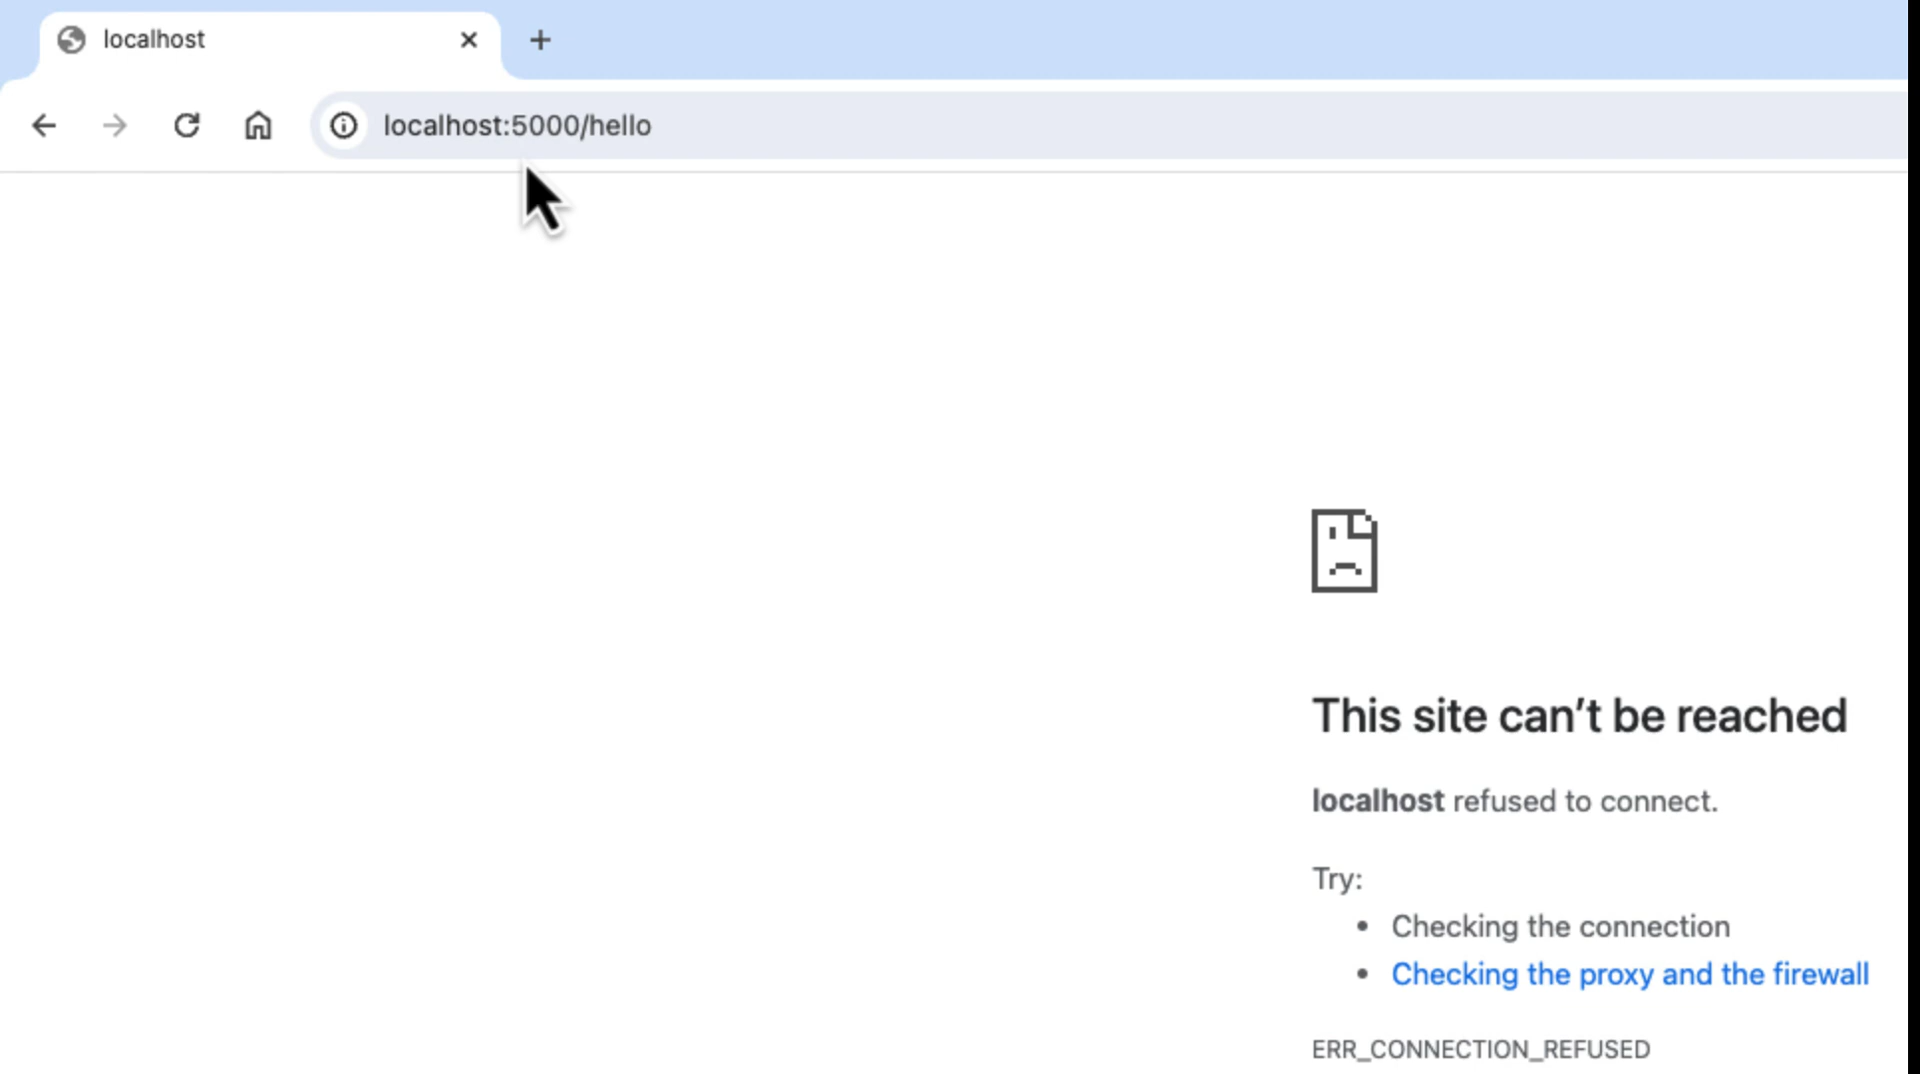 localhost
localhost:5000/hello
This site can’t be reached
localhost refused to connect.
Try:
• Checking the connection
• Checking the proxy and the firewall
ERR_CONNECTION_REFUSED